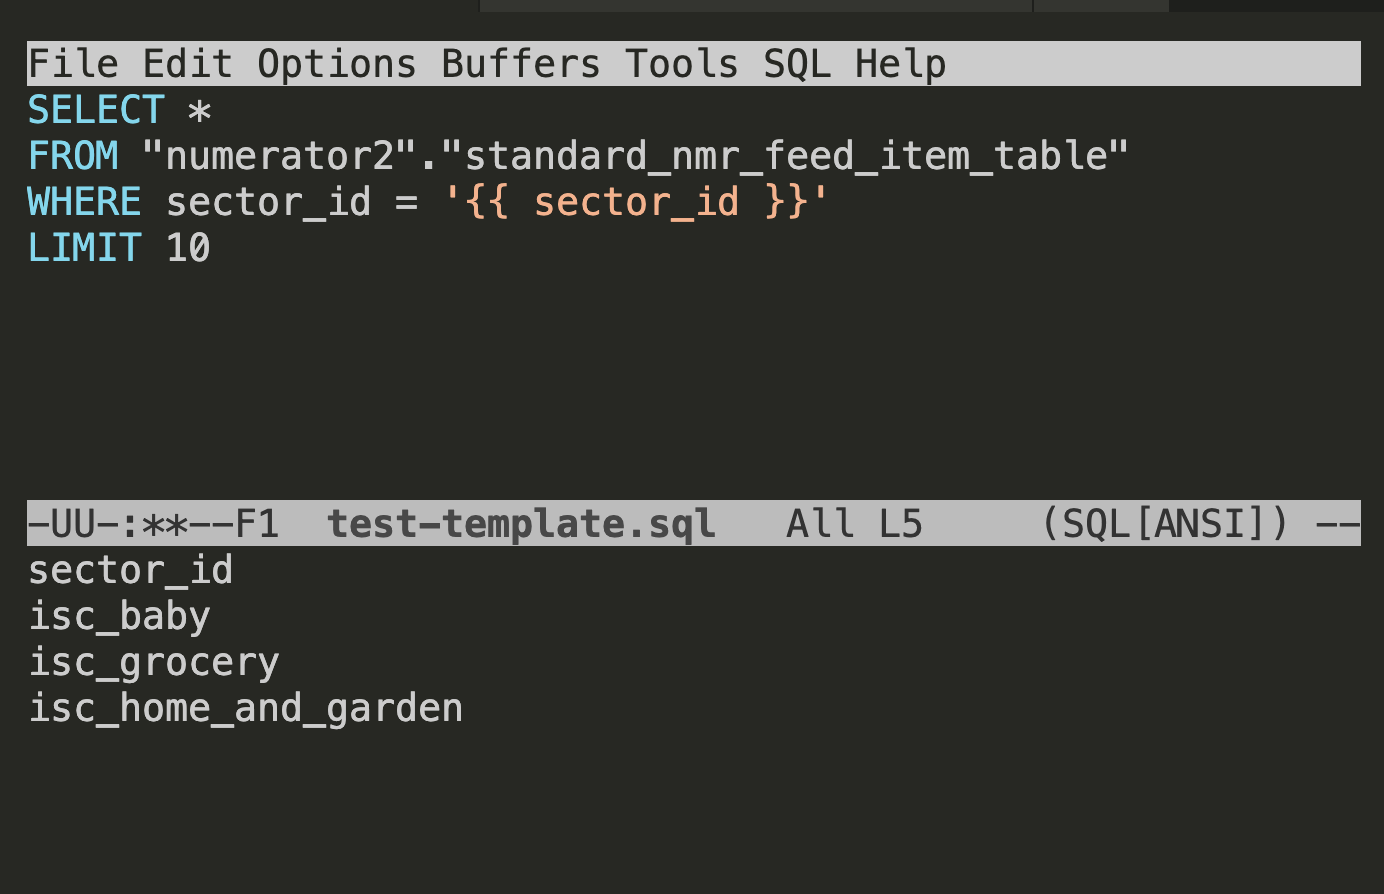 File Edit Options Buffers Tools SQL Help
SELECT *
FROM "numerator2"."standard_nmr_feed_item_table"
WHERE sector_id = '{{ sector_id }}'
LIMIT 10
-UU-:**--F1  test-template.sql   All L5     (SQL[ANSI]) --
sector_id
isc_baby
isc_grocery
isc_home_and_garden